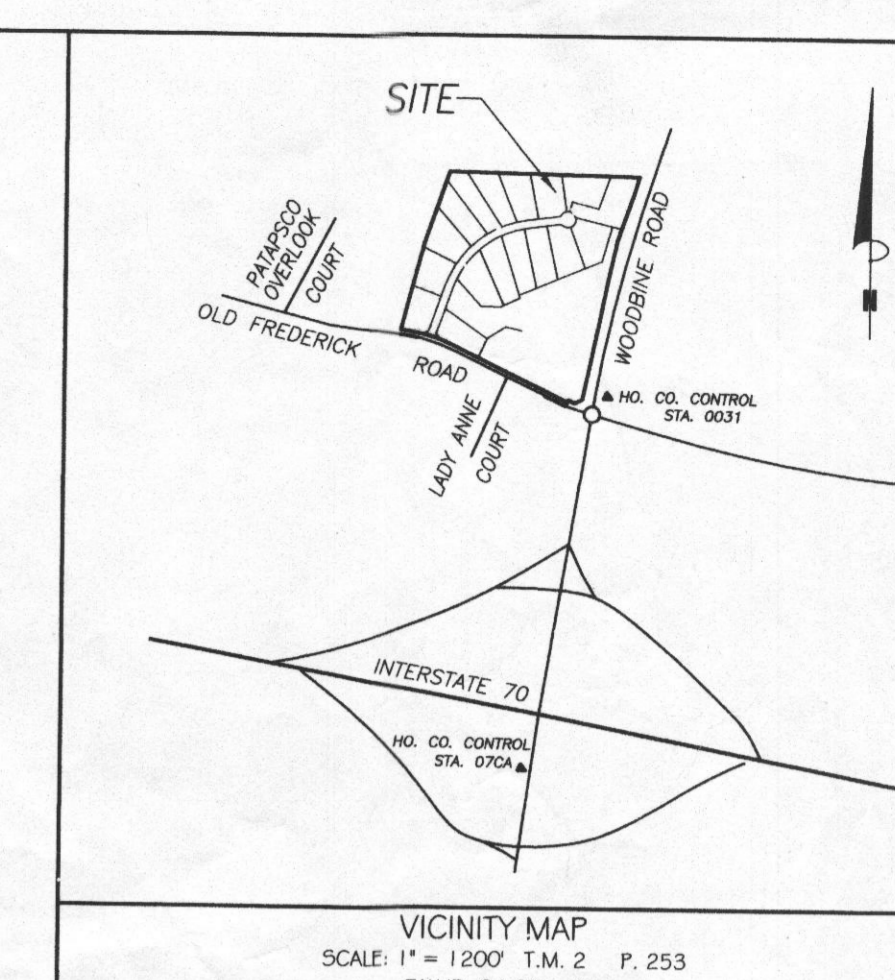 SITE
PATAPSCO
OVERLOOK
COURT
OLD FREDERICK
ROAD
WOODBINE ROAD
N
HO. CO. CONTROL
STA. 0031
LADY ANNE
COURT
INTERSTATE 70
HO. CO. CONTROL
STA. 07CA
VICINITY MAP
SCALE: 1" = 1200' T.M. 2 P. 253